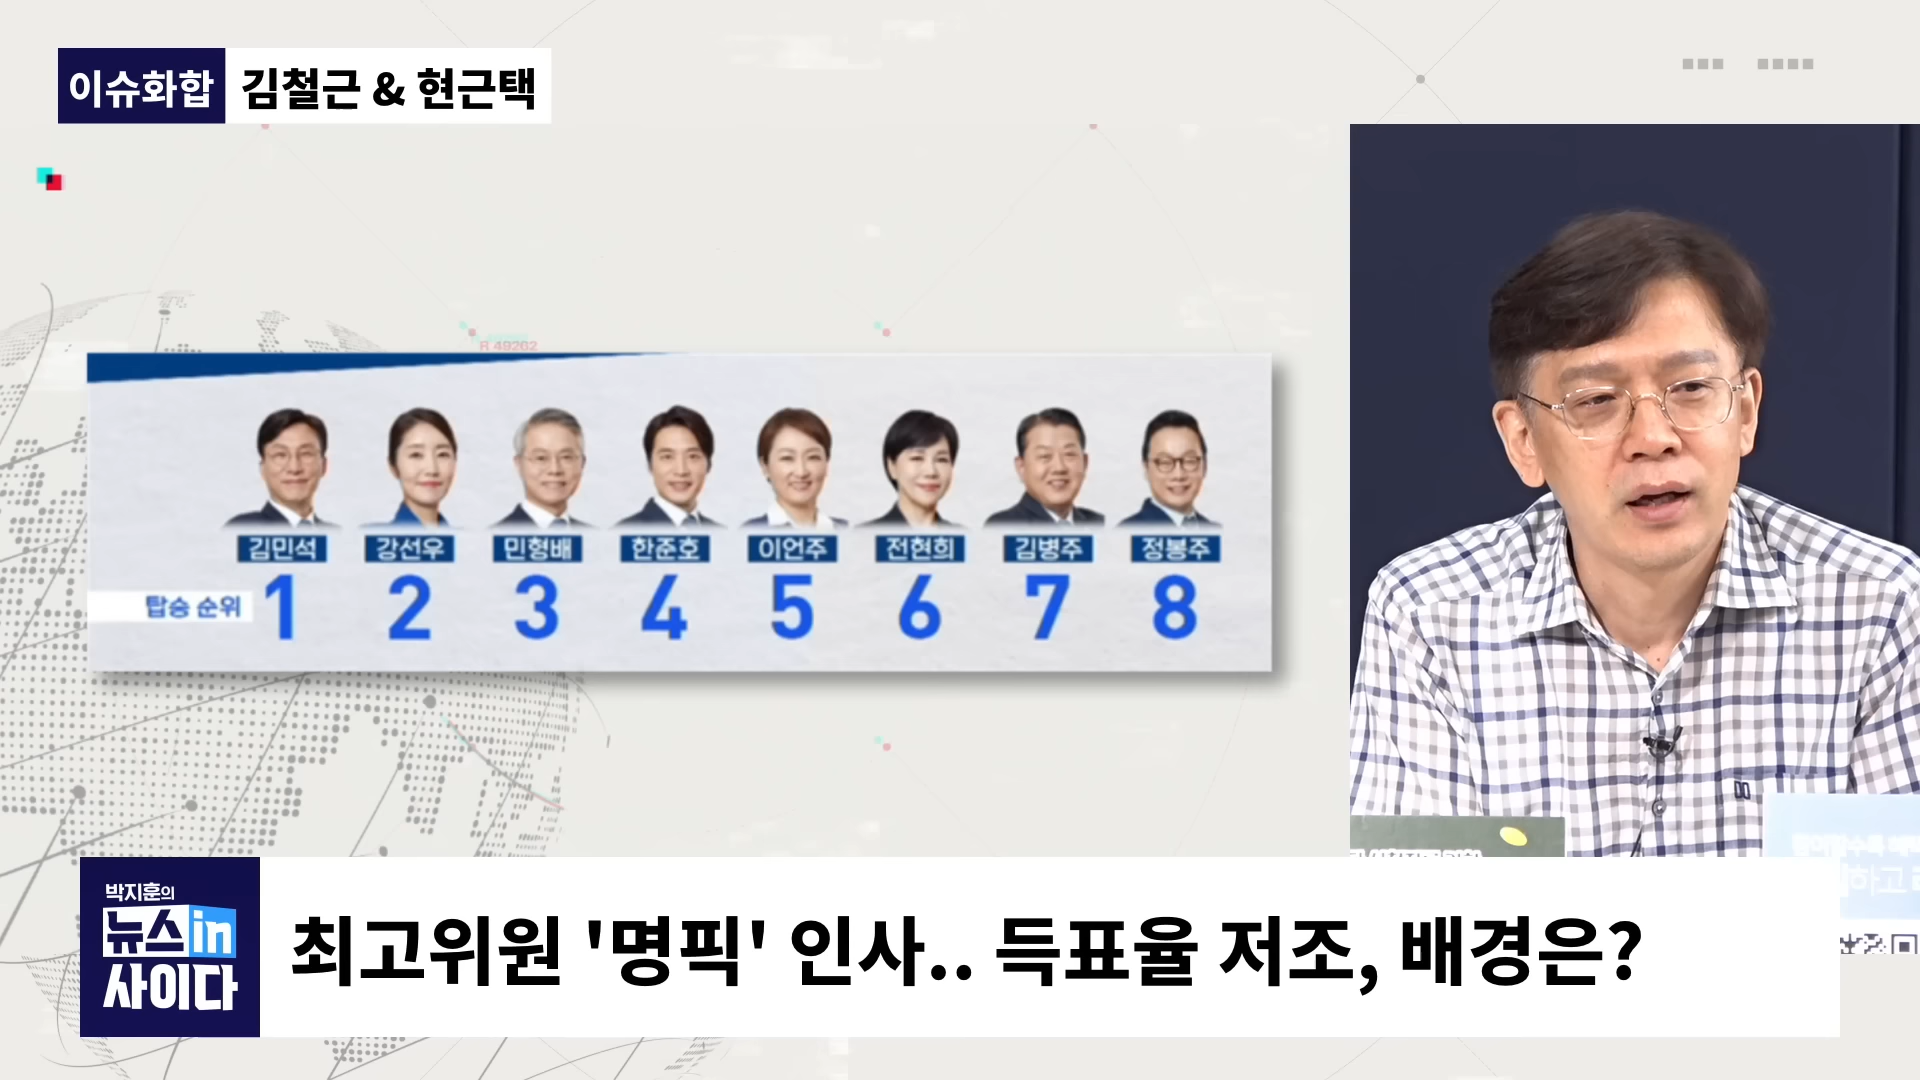 이슈화합 김철근 & 현근택
R 49262
김민석 강선우 민형배 한준호 이언주 전현희 김병주 정봉주
탑승 순위 1 2 3 4 5 6 7 8
하고
박지훈의
뉴스in
사이다
최고위원 '명픽' 인사.. 득표율 저조, 배경은?